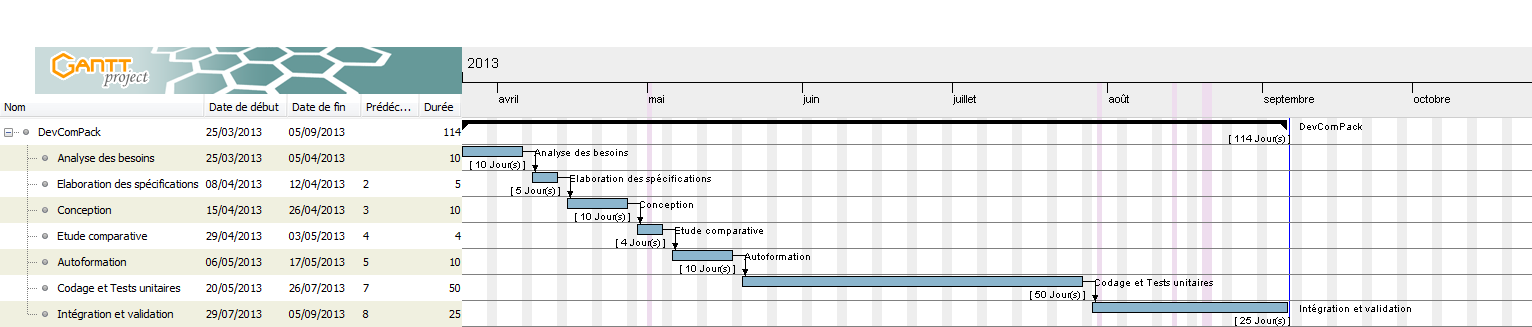 GANTT
project
2013
avril mai juin juillet août septembre octobre
Nom Date de début Date de fin Prédéc... Durée
DevComPack 25/03/2013 05/09/2013 114
[ 114 Jour(s) ] DevComPack
Analyse des besoins 25/03/2013 05/04/2013 10
Analyse des besoins
[ 10 Jour(s) ]
Elaboration des spécifications 08/04/2013 12/04/2013 2 5
Elaboration des spécifications
[ 5 Jour(s) ]
Conception 15/04/2013 26/04/2013 3 10
Conception
[ 10 Jour(s) ]
Etude comparative 29/04/2013 03/05/2013 4 4
Etude comparative
[ 4 Jour(s) ]
Autoformation 06/05/2013 17/05/2013 5 10
Autoformation
[ 10 Jour(s) ]
Codage et Tests unitaires 20/05/2013 26/07/2013 7 50
Codage et Tests unitaires
[ 50 Jour(s) ]
Intégration et validation 29/07/2013 05/09/2013 8 25
Intégration et validation
[ 25 Jour(s) ]